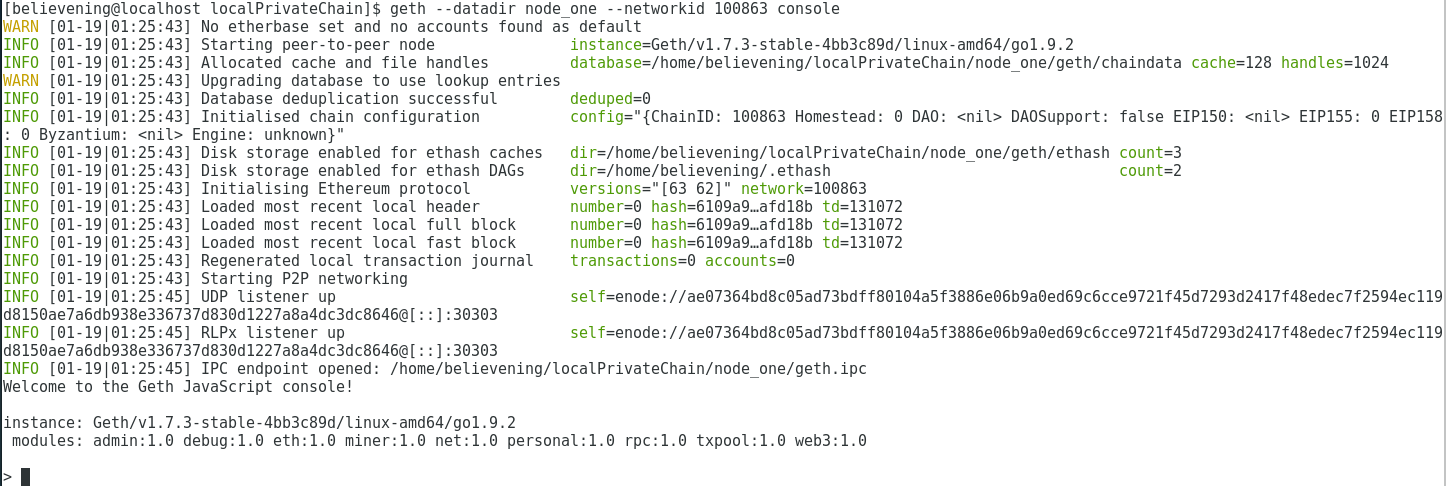 [believening@localhost localPrivateChain]$ geth --datadir node_one --networkid 100863 console
WARN [01-19|01:25:43] No etherbase set and no accounts found as default
INFO [01-19|01:25:43] Starting peer-to-peer node               instance=Geth/v1.7.3-stable-4bb3c89d/linux-amd64/go1.9.2
INFO [01-19|01:25:43] Allocated cache and file handles         database=/home/believening/localPrivateChain/node_one/geth/chaindata cache=128 handles=1024
WARN [01-19|01:25:43] Upgrading database to use lookup entries
INFO [01-19|01:25:43] Database deduplication successful        deduped=0
INFO [01-19|01:25:43] Initialised chain configuration          config="{ChainID: 100863 Homestead: 0 DAO: <nil> DAOSupport: false EIP150: <nil> EIP155: 0 EIP158
: 0 Byzantium: <nil> Engine: unknown}"
INFO [01-19|01:25:43] Disk storage enabled for ethash caches   dir=/home/believening/localPrivateChain/node_one/geth/ethash count=3
INFO [01-19|01:25:43] Disk storage enabled for ethash DAGs     dir=/home/believening/.ethash                                count=2
INFO [01-19|01:25:43] Initialising Ethereum protocol           versions="[63 62]" network=100863
INFO [01-19|01:25:43] Loaded most recent local header          number=0 hash=6109a9…afd18b td=131072
INFO [01-19|01:25:43] Loaded most recent local full block      number=0 hash=6109a9…afd18b td=131072
INFO [01-19|01:25:43] Loaded most recent local fast block      number=0 hash=6109a9…afd18b td=131072
INFO [01-19|01:25:43] Regenerated local transaction journal    transactions=0 accounts=0
INFO [01-19|01:25:43] Starting P2P networking
INFO [01-19|01:25:45] UDP listener up                          self=enode://ae07364bd8c05ad73bdff80104a5f3886e06b9a0ed69c6cce9721f45d7293d2417f48edec7f2594ec119
d8150ae7a6db938e336737d830d1227a8a4dc3dc8646@[::]:30303
INFO [01-19|01:25:45] RLPx listener up                         self=enode://ae07364bd8c05ad73bdff80104a5f3886e06b9a0ed69c6cce9721f45d7293d2417f48edec7f2594ec119
d8150ae7a6db938e336737d830d1227a8a4dc3dc8646@[::]:30303
INFO [01-19|01:25:45] IPC endpoint opened: /home/believening/localPrivateChain/node_one/geth.ipc
Welcome to the Geth JavaScript console!

instance: Geth/v1.7.3-stable-4bb3c89d/linux-amd64/go1.9.2
 modules: admin:1.0 debug:1.0 eth:1.0 miner:1.0 net:1.0 personal:1.0 rpc:1.0 txpool:1.0 web3:1.0

>